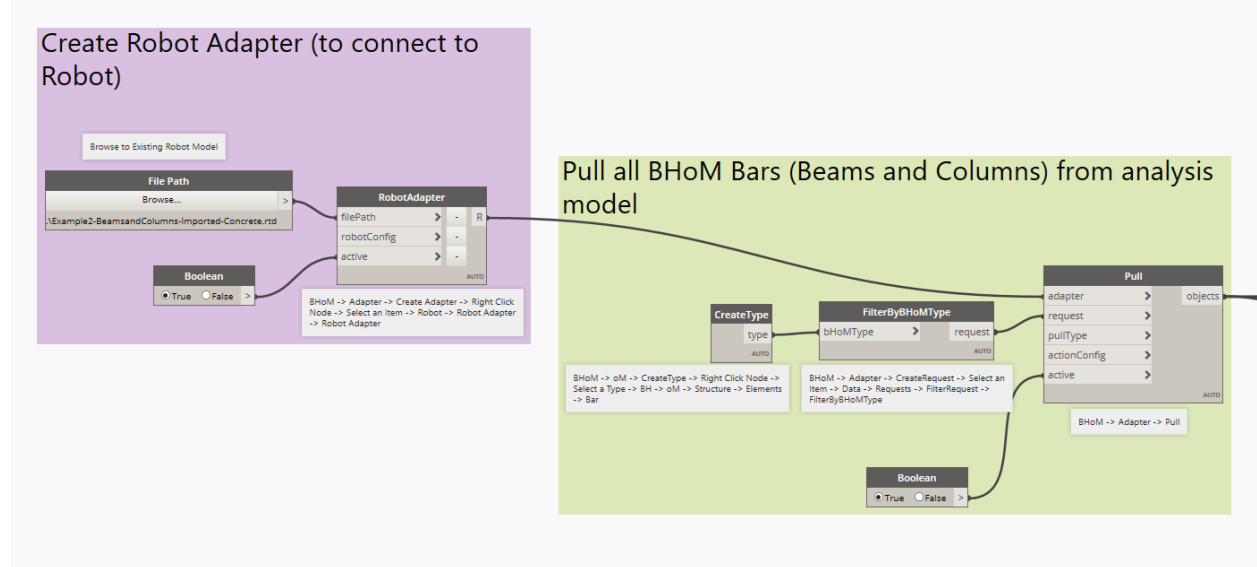 Create Robot Adapter (to connect to
Robot)
Browse to Existing Robot Model
File Path
Browse...
>
.\Example2-BeamsandColumns-Imported-Concrete.rtd
RobotAdapter
filePath > - R
robotConfig > -
active > -
AUTO
Boolean
True False >
BHoM -> Adapter -> Create Adapter -> Right Click
Node -> Select an Item -> Robot -> Robot Adapter
-> Robot Adapter
Pull all BHoM Bars (Beams and Columns) from analysis
model
CreateType
type
AUTO
BHoM -> oM -> CreateType -> Right Click Node ->
Select a Type -> BH -> oM -> Structure -> Elements
-> Bar
FilterByBHoMType
bHoMType > request
AUTO
BHoM -> Adapter -> CreateRequest -> Select an
Item -> Data -> Requests -> FilterRequest ->
FilterByBHoMType
Pull
adapter > objects
request >
pullType >
actionConfig >
active >
AUTO
BHoM -> Adapter -> Pull
Boolean
True False >